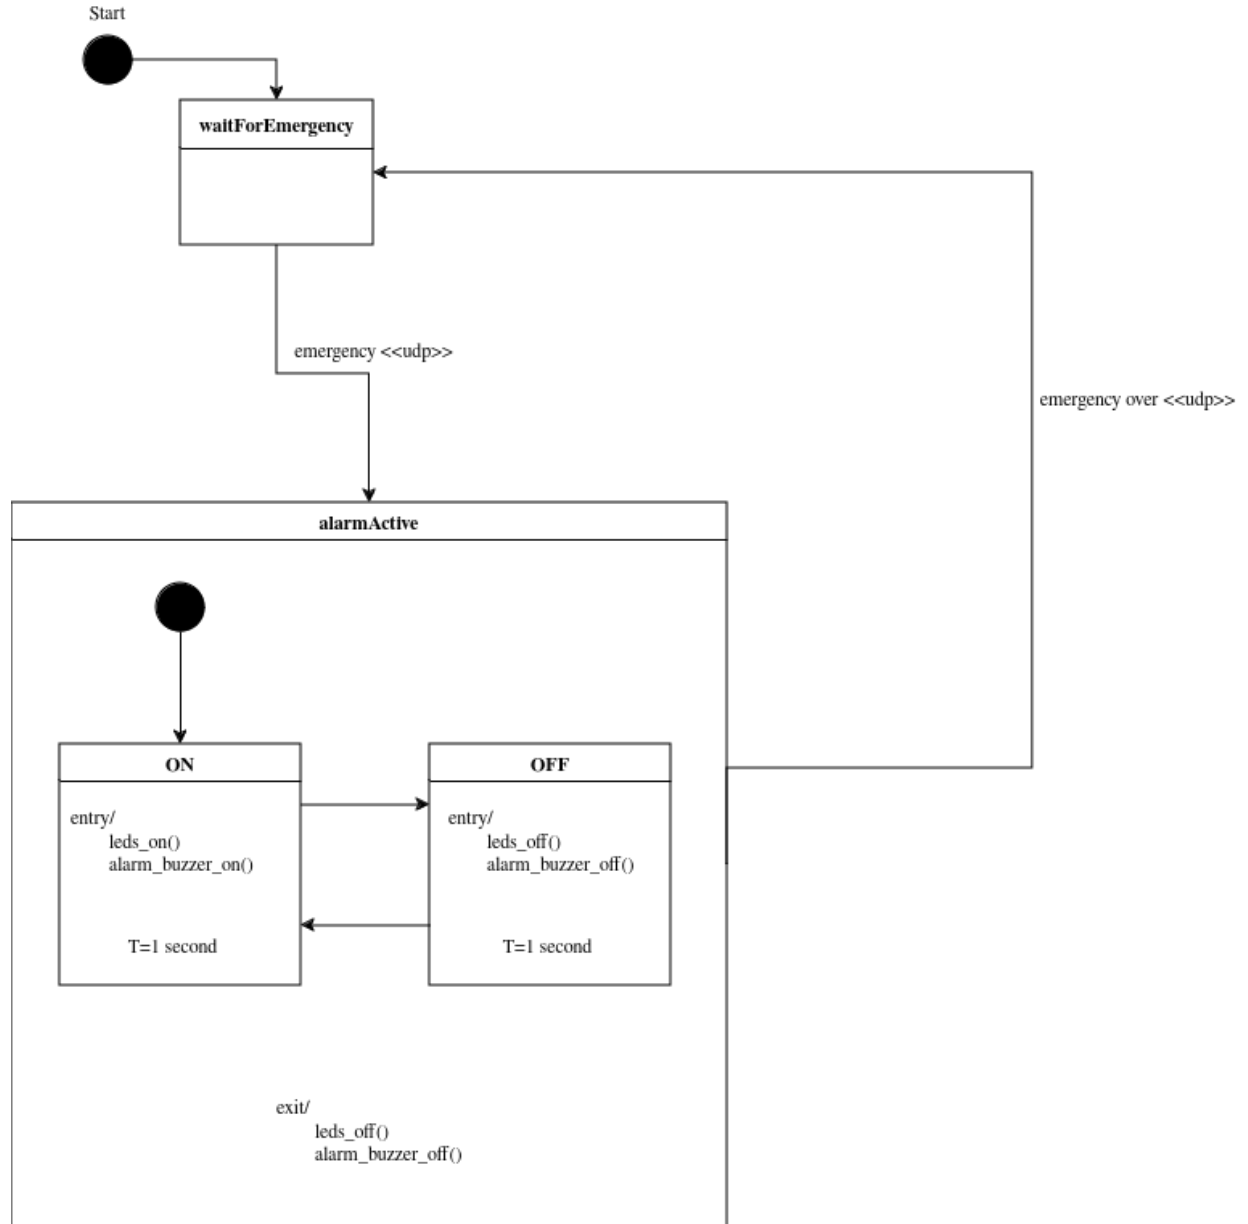 Start
waitForEmergency
emergency <<udp>>
emergency over <<udp>>
alarmActive
ON
entry/
leds_on()
alarm_buzzer_on()
T=1 second
OFF
entry/
leds_off()
alarm_buzzer_off()
T=1 second
exit/
leds_off()
alarm_buzzer_off()